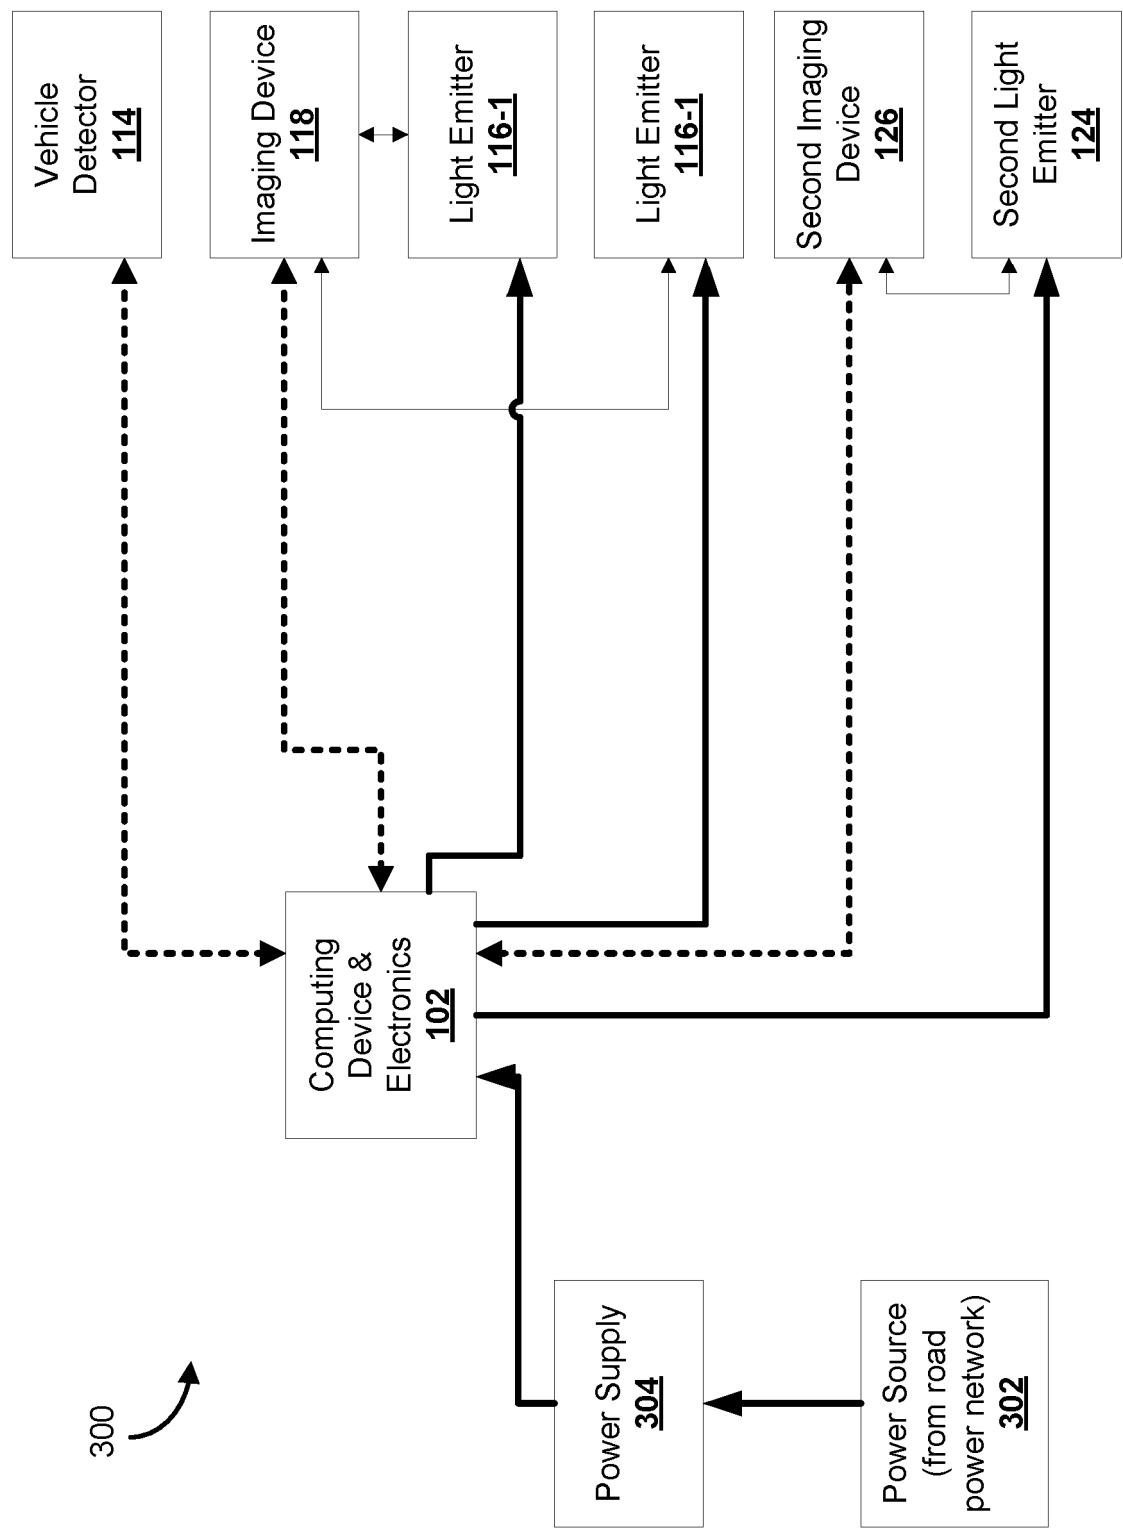 300
Power Source
(from road
power network)
302
Power Supply
304
Computing
Device &
Electronics
102
Vehicle
Detector
114
Imaging Device
118
Light Emitter
116-1
Light Emitter
116-1
Second Imaging
Device
126
Second Light
Emitter
124